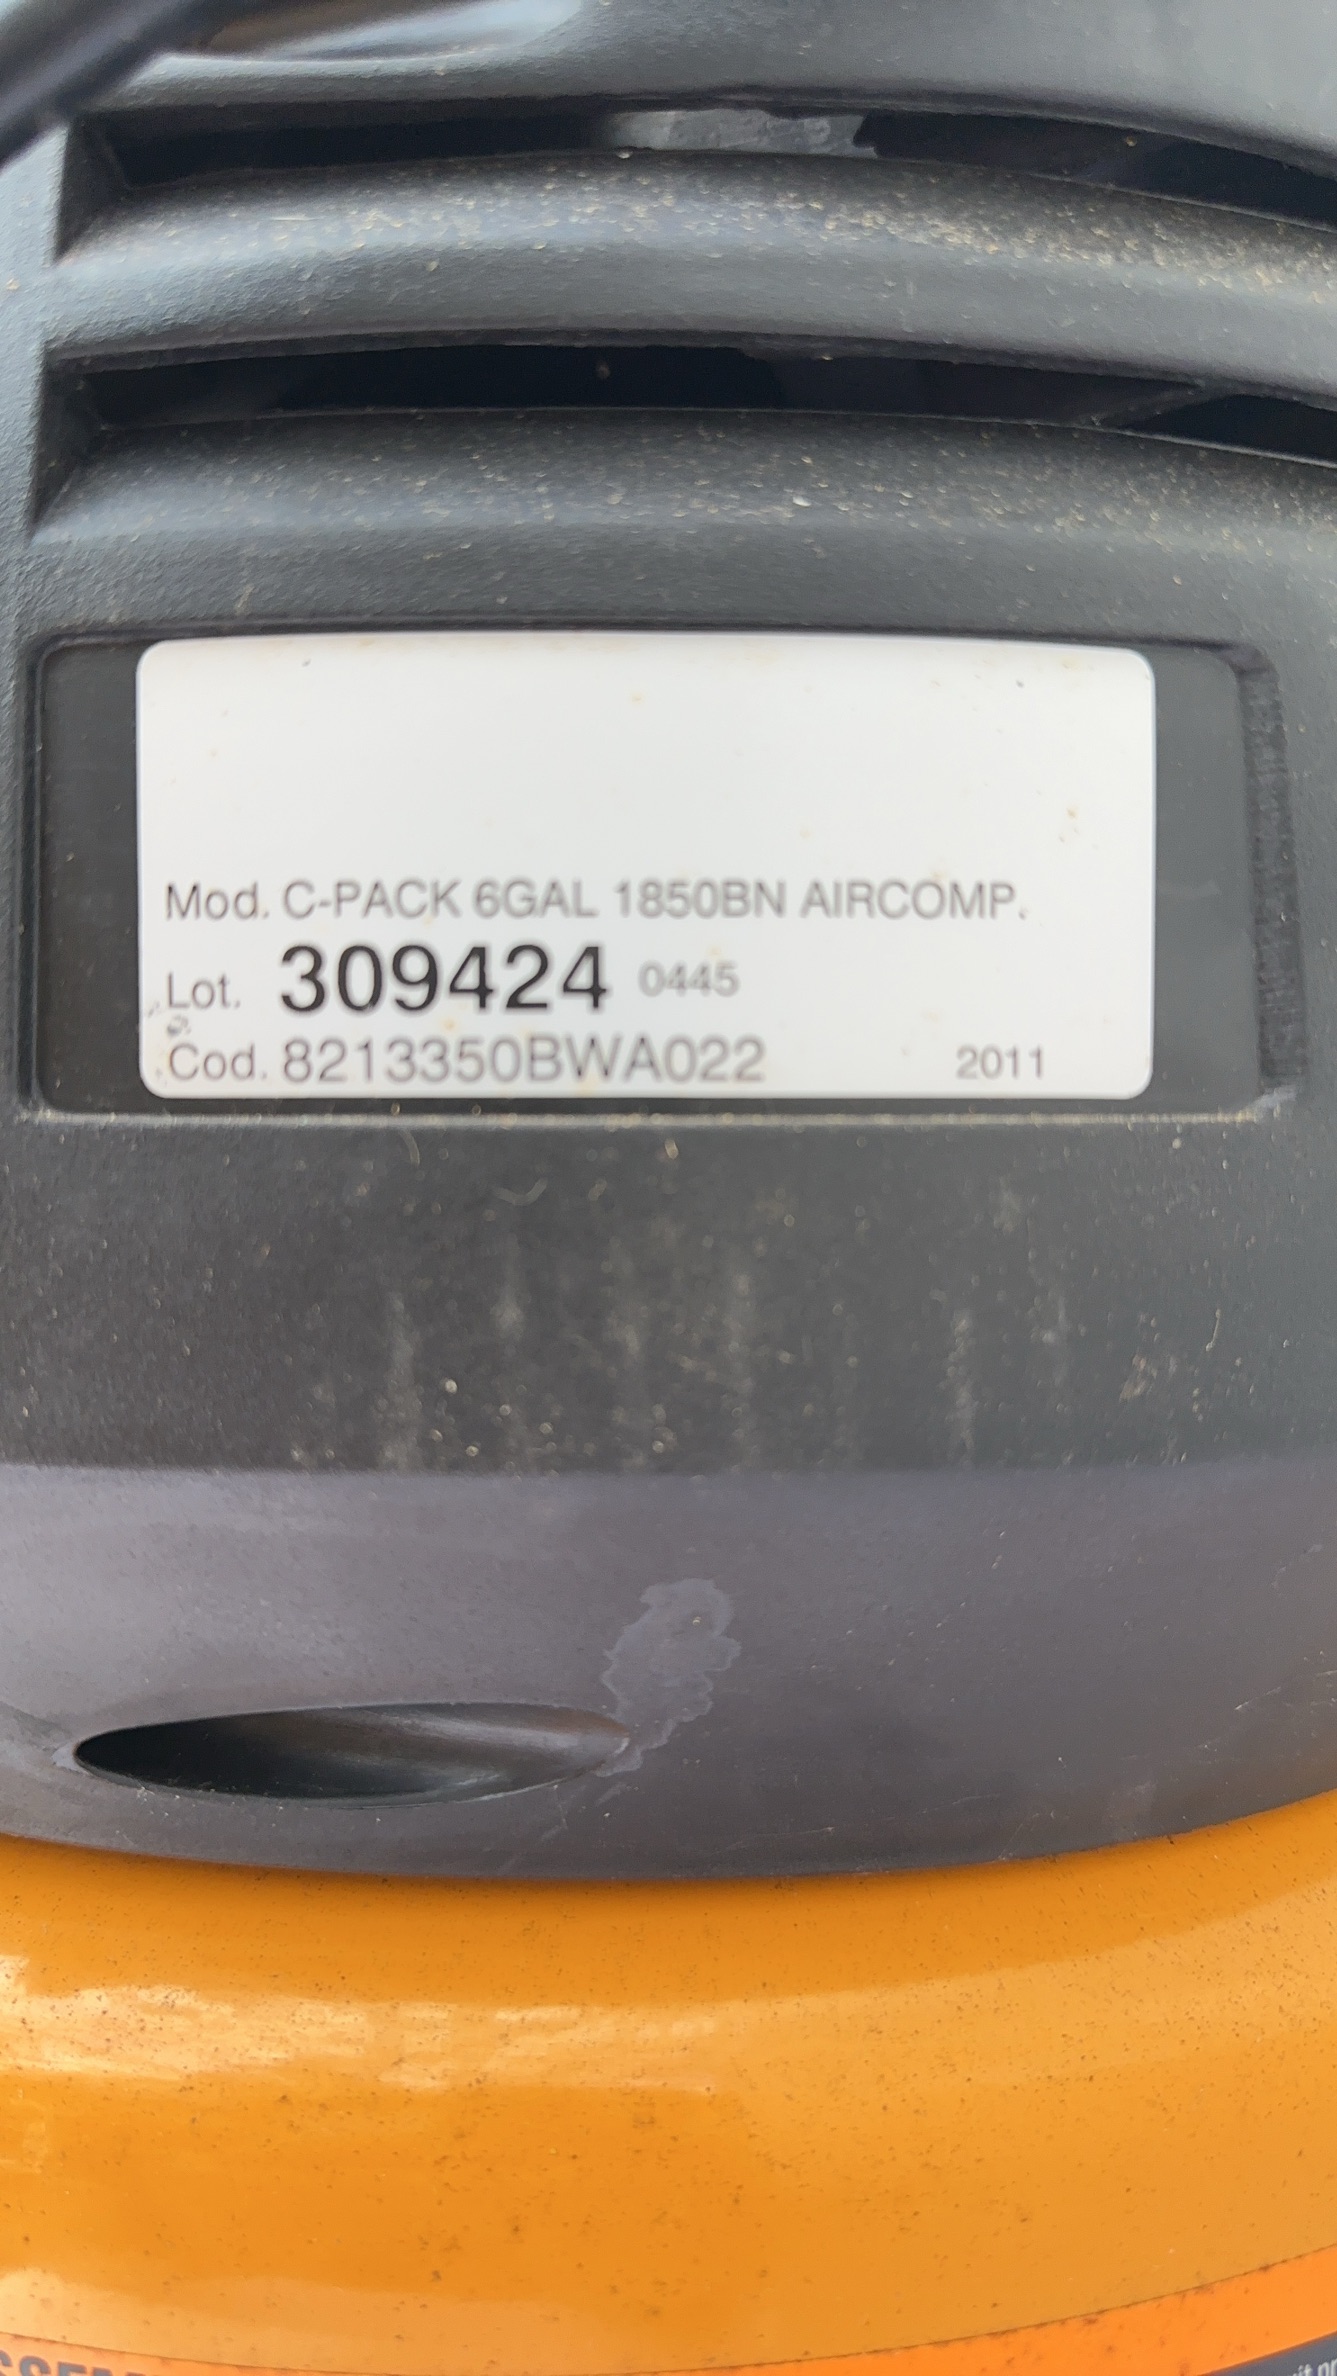 Mod. C-PACK 6GAL 1850BN AIRCOMP.
Lot. 309424 0445
Cod. 8213350BWA022 2011